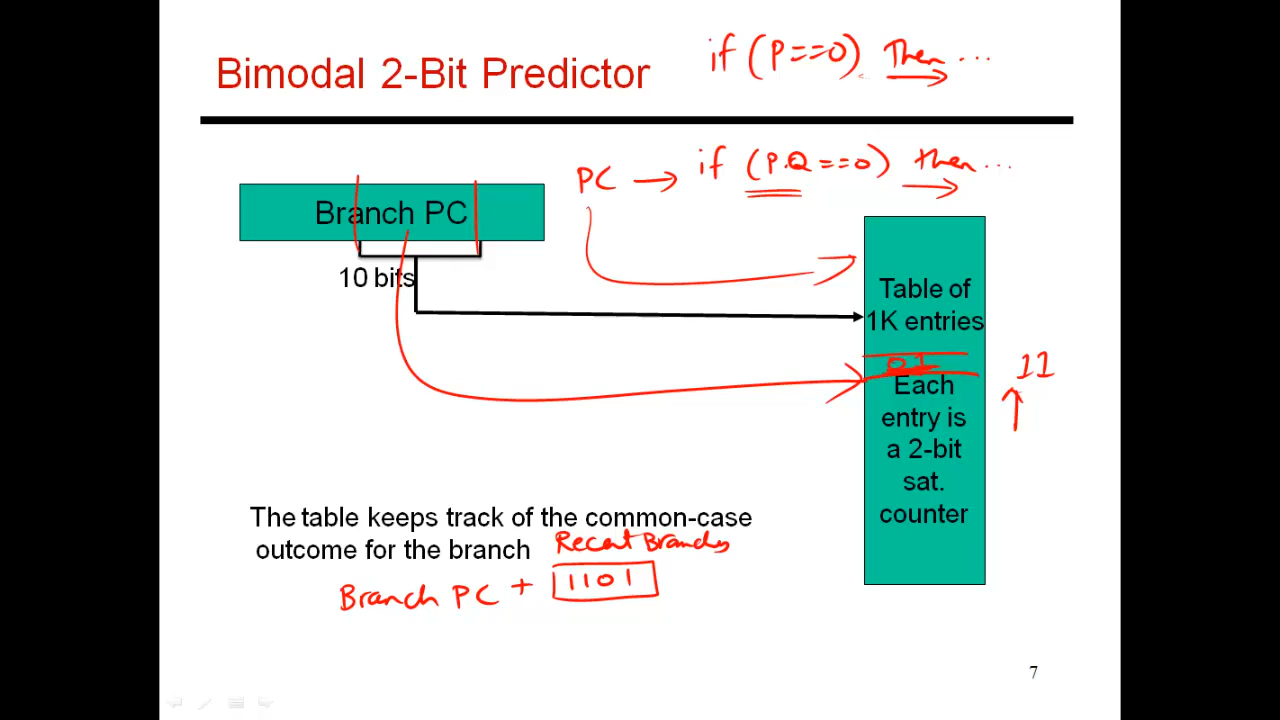 if (P==0) Then ...
Bimodal 2-Bit Predictor
PC → if (P.Q==0) then ...
Branch PC
10 bits
Table of
1K entries
01
11
Each
entry is
a 2-bit
sat.
counter
The table keeps track of the common-case
outcome for the branch
Recent Branches
Branch PC + 1101
7